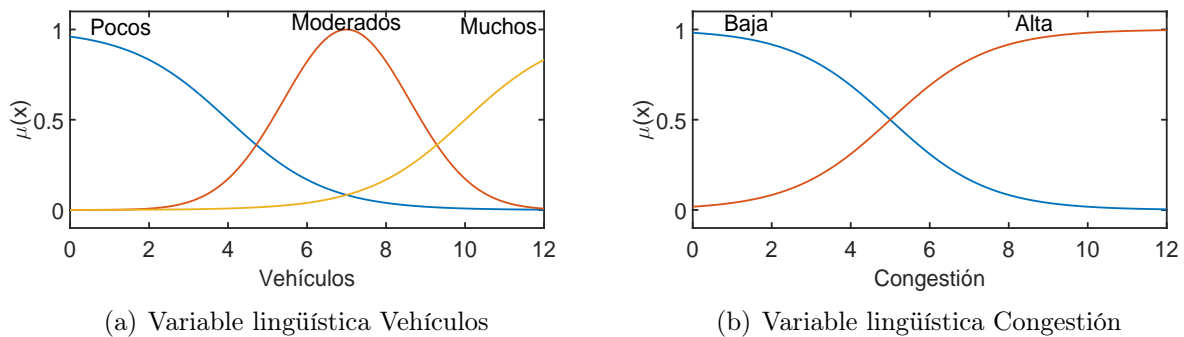 Pocos Moderados Muchos
1
0.5
0
μ(x)
0 2 4 6 8 10 12
Vehículos
(a) Variable lingüística Vehículos
Baja Alta
1
0.5
0
μ(x)
0 2 4 6 8 10 12
Congestión
(b) Variable lingüística Congestión